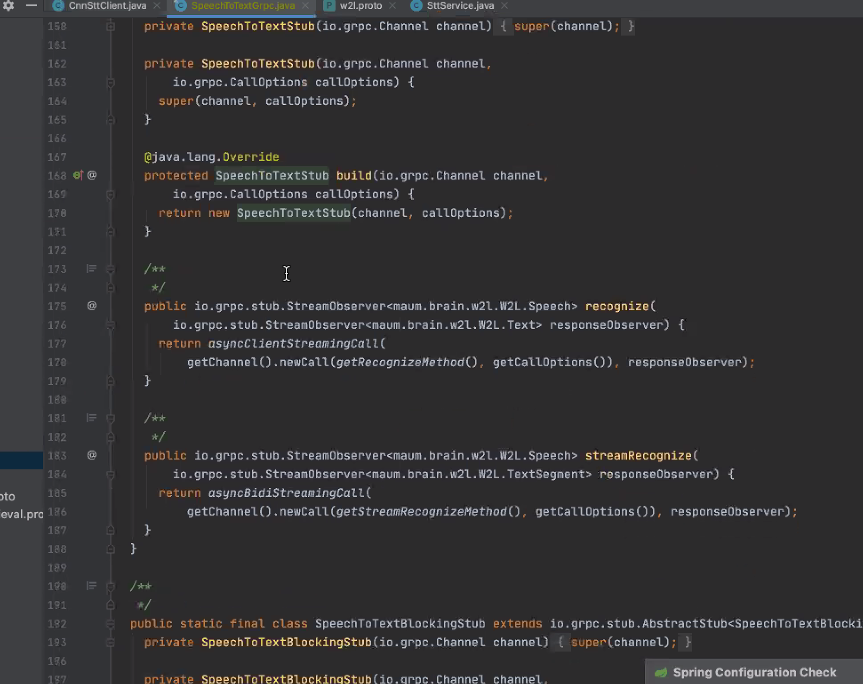 CnnSttClient.java SpeechToTextGrpc.java w2l.proto SttService.java
158 private SpeechToTextStub(io.grpc.Channel channel) { super(channel); }
161
162 private SpeechToTextStub(io.grpc.Channel channel,
163 io.grpc.CallOptions callOptions) {
164 super(channel, callOptions);
165 }
166
167 @java.lang.Override
168 @ protected SpeechToTextStub build(io.grpc.Channel channel,
169 io.grpc.CallOptions callOptions) {
170 return new SpeechToTextStub(channel, callOptions);
171 }
172
173 /**
174 */
175 @ public io.grpc.stub.StreamObserver<maum.brain.w2l.W2L.Speech> recognize(
176 io.grpc.stub.StreamObserver<maum.brain.w2l.W2L.Text> responseObserver) {
177 return asyncClientStreamingCall(
178 getChannel().newCall(getRecognizeMethod(), getCallOptions()), responseObserver);
179 }
180
181 /**
182 */
183 @ public io.grpc.stub.StreamObserver<maum.brain.w2l.W2L.Speech> streamRecognize(
184 io.grpc.stub.StreamObserver<maum.brain.w2l.W2L.TextSegment> responseObserver) {
185 return asyncBidiStreamingCall(
oto
186 getChannel().newCall(getStreamRecognizeMethod(), getCallOptions()), responseObserver);
eval.pro
187 }
188 }
189
190 /**
191 */
192 public static final class SpeechToTextBlockingStub extends io.grpc.stub.AbstractStub<SpeechToTextBlocki
193 private SpeechToTextBlockingStub(io.grpc.Channel channel) { super(channel); }
196
197 private SpeechToTextBlockingStub(io.grpc.Channel channel,
Spring Configuration Check